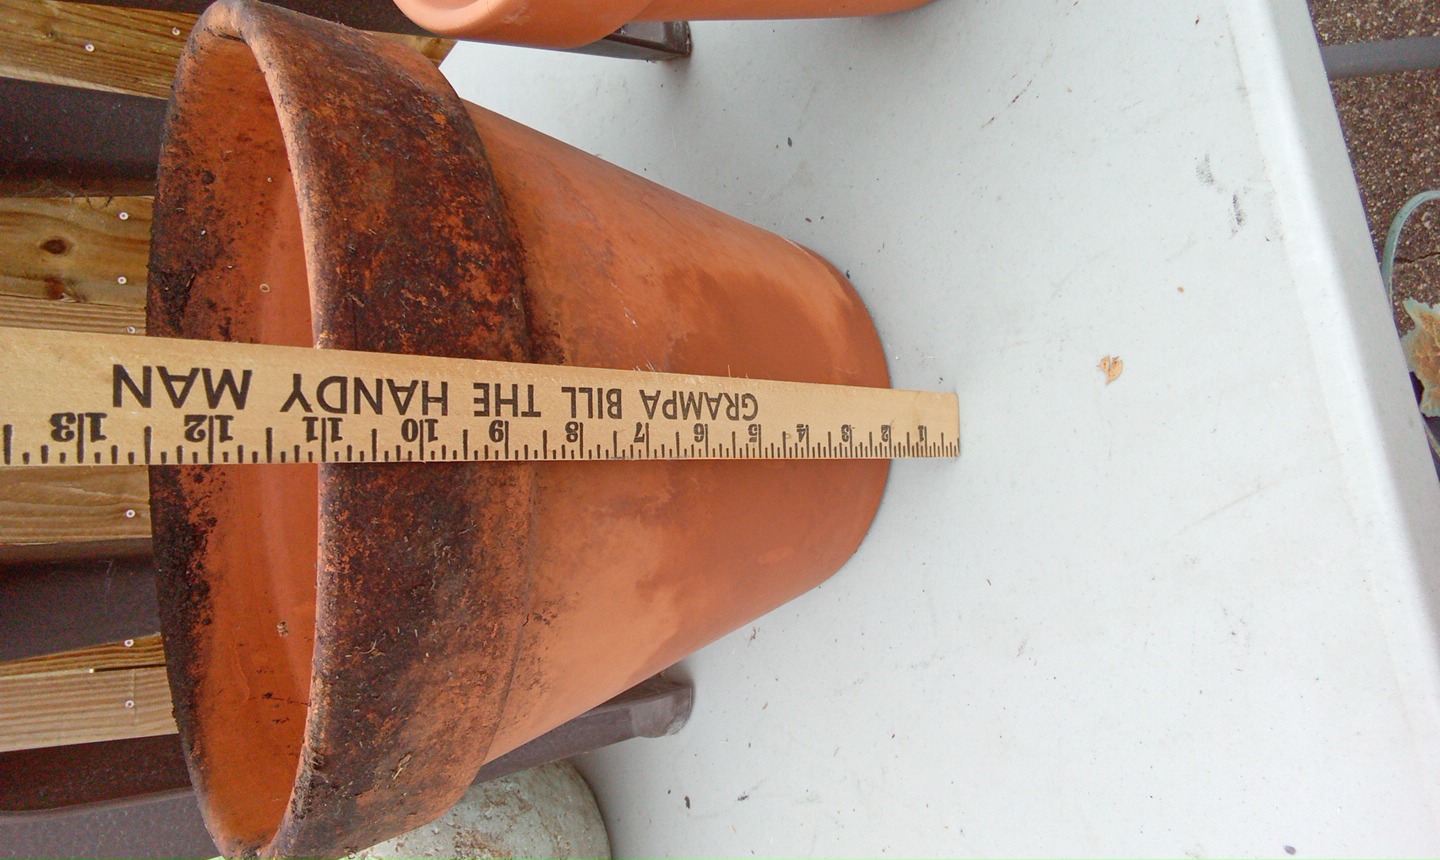 GRAMPA BILL THE HANDY MAN
1 2 3 4 5 6 7 8 9 10 11 12 13